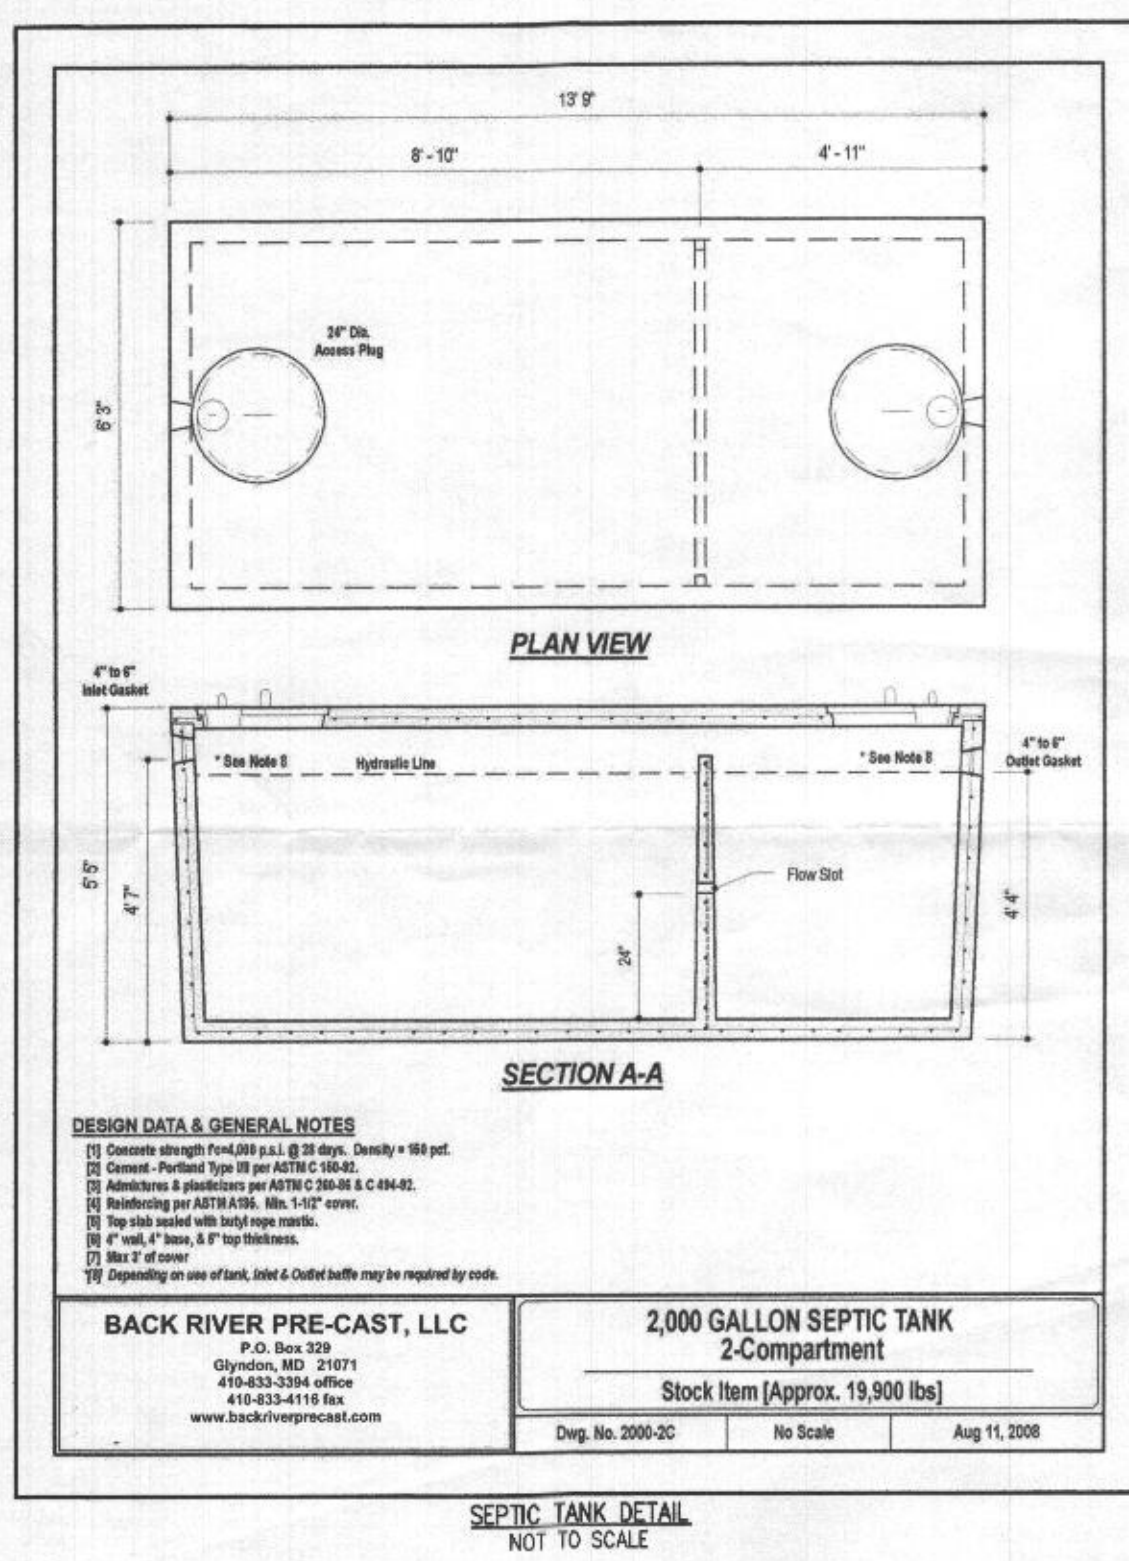 13' 9"
8' - 10"
4' - 11"
24" Dia.
Access Plug
6' 3"
PLAN VIEW
4" to 6"
Inlet Gasket
* See Note 8
Hydraulic Line
* See Note 8
4" to 6"
Outlet Gasket
5' 5"
4' 7"
Flow Slot
24"
4' 4"
SECTION A-A
DESIGN DATA & GENERAL NOTES
[1] Concrete strength f'c=4,000 p.s.i. @ 28 days. Density = 150 pcf.
[2] Cement - Portland Type I/II per ASTM C 150-92.
[3] Admixtures & plasticizers per ASTM C 260-86 & C 494-92.
[4] Reinforcing per ASTM A185. Min. 1-1/2" cover.
[5] Top slab sealed with butyl rope mastic.
[6] 4" wall, 4" base, & 5" top thickness.
[7] Max 3' of cover
*[8] Depending on use of tank, Inlet & Outlet baffle may be required by code.
BACK RIVER PRE-CAST, LLC
P.O. Box 329
Glyndon, MD 21071
410-833-3394 office
410-833-4116 fax
www.backriverprecast.com
2,000 GALLON SEPTIC TANK
2-Compartment
Stock Item [Approx. 19,900 lbs]
Dwg. No. 2000-2C
No Scale
Aug 11, 2008
SEPTIC TANK DETAIL
NOT TO SCALE